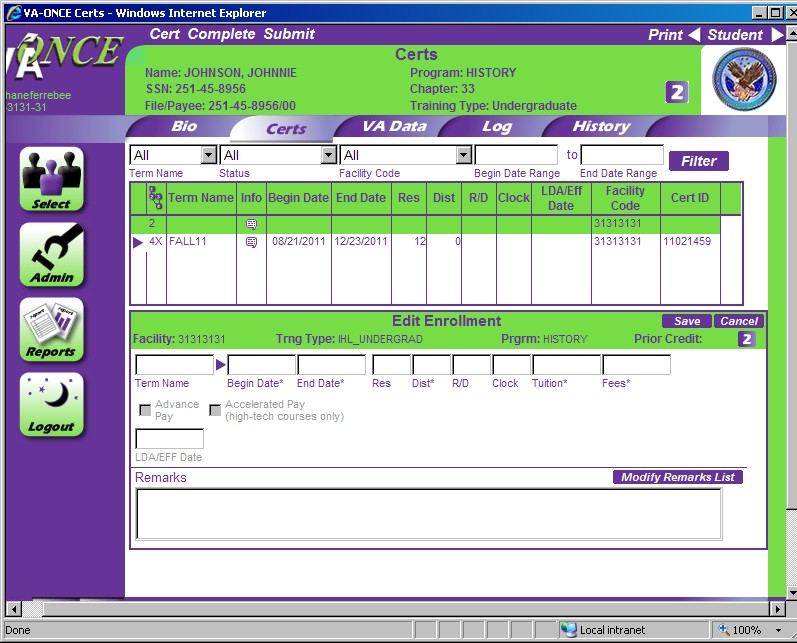 VA-ONCE Certs - Windows Internet Explorer
Cert Complete Submit
Print Student
VA ONCE
haneferrebee
3131-31
Certs
Name: JOHNSON, JOHNNIE
Program: HISTORY
SSN: 251-45-8956
Chapter: 33
File/Payee: 251-45-8956/00
Training Type: Undergraduate
2
Bio Certs VA Data Log History
Select
Admin
Reports
Logout
All All All to Filter
Term Name Status Facility Code Begin Date Range End Date Range
Term Name Info Begin Date End Date Res Dist R/D Clock LDA/Eff Date Facility Code Cert ID
2 31313131
4X FALL11 08/21/2011 12/23/2011 12 0 31313131 11021459
Edit Enrollment Save Cancel
Facility: 31313131 Trng Type: IHL_UNDERGRAD Prgrm: HISTORY Prior Credit: 2
Term Name Begin Date* End Date* Res Dist* R/D Clock Tuition* Fees*
Advance Pay
Accelerated Pay
(high-tech courses only)
LDA/EFF Date
Remarks Modify Remarks List
Done Local intranet 100%